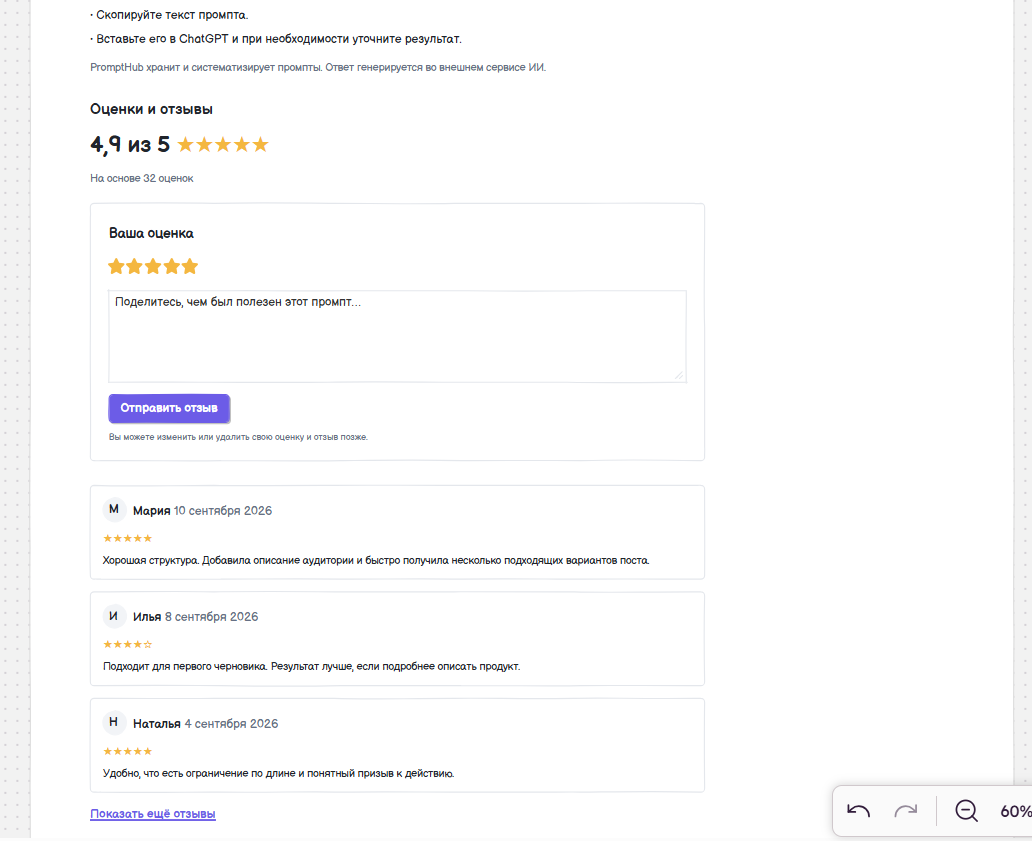 · Скопируйте текст промпта.
· Вставьте его в ChatGPT и при необходимости уточните результат.
PromptHub хранит и систематизирует промпты. Ответ генерируется во внешнем сервисе ИИ.
Оценки и отзывы
4,9 из 5 ★★★★★
На основе 32 оценок
Ваша оценка
★★★★★
Поделитесь, чем был полезен этот промпт...
Отправить отзыв
Вы можете изменить или удалить свою оценку и отзыв позже.
М Мария 10 сентября 2026
★★★★★
Хорошая структура. Добавила описание аудитории и быстро получила несколько подходящих вариантов поста.
И Илья 8 сентября 2026
★★★★☆
Подходит для первого черновика. Результат лучше, если подробнее описать продукт.
Н Наталья 4 сентября 2026
★★★★★
Удобно, что есть ограничение по длине и понятный призыв к действию.
Показать ещё отзывы
60%